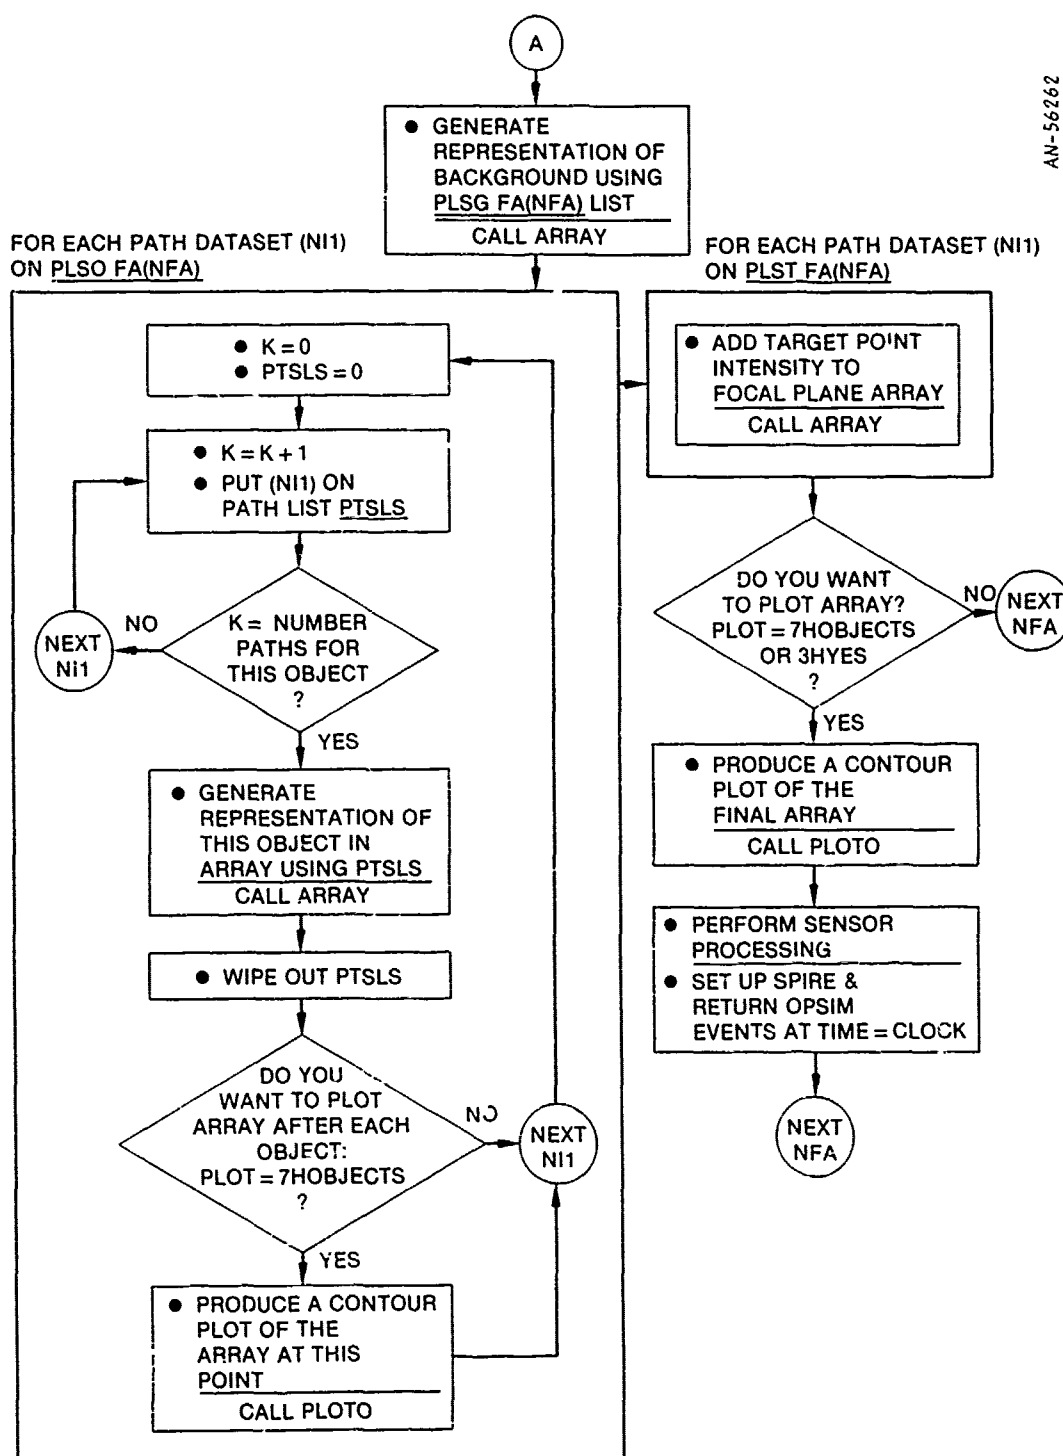 A
AN-56262
● GENERATE
REPRESENTATION OF
BACKGROUND USING
PLSG FA(NFA) LIST
CALL ARRAY
FOR EACH PATH DATASET (NI1)
ON PLSO FA(NFA)
● K = 0
● PTSLS = 0
● K = K + 1
● PUT (NI1) ON
PATH LIST PTSLS
K = NUMBER
PATHS FOR
THIS OBJECT
?
NO
NEXT
NI1
YES
● GENERATE
REPRESENTATION OF
THIS OBJECT IN
ARRAY USING PTSLS
CALL ARRAY
● WIPE OUT PTSLS
DO YOU
WANT TO PLOT
ARRAY AFTER EACH
OBJECT:
PLOT = 7HOBJECTS
?
NO
NEXT
NI1
YES
● PRODUCE A CONTOUR
PLOT OF THE
ARRAY AT THIS
POINT
CALL PLOTO
FOR EACH PATH DATASET (NI1)
ON PLST FA(NFA)
● ADD TARGET POINT
INTENSITY TO
FOCAL PLANE ARRAY
CALL ARRAY
DO YOU WANT
TO PLOT ARRAY?
PLOT = 7HOBJECTS
OR 3HYES
?
NO
NEXT
NFA
YES
● PRODUCE A CONTOUR
PLOT OF THE
FINAL ARRAY
CALL PLOTO
● PERFORM SENSOR
PROCESSING
● SET UP SPIRE &
RETURN OPSIM
EVENTS AT TIME = CLOCK
NEXT
NFA